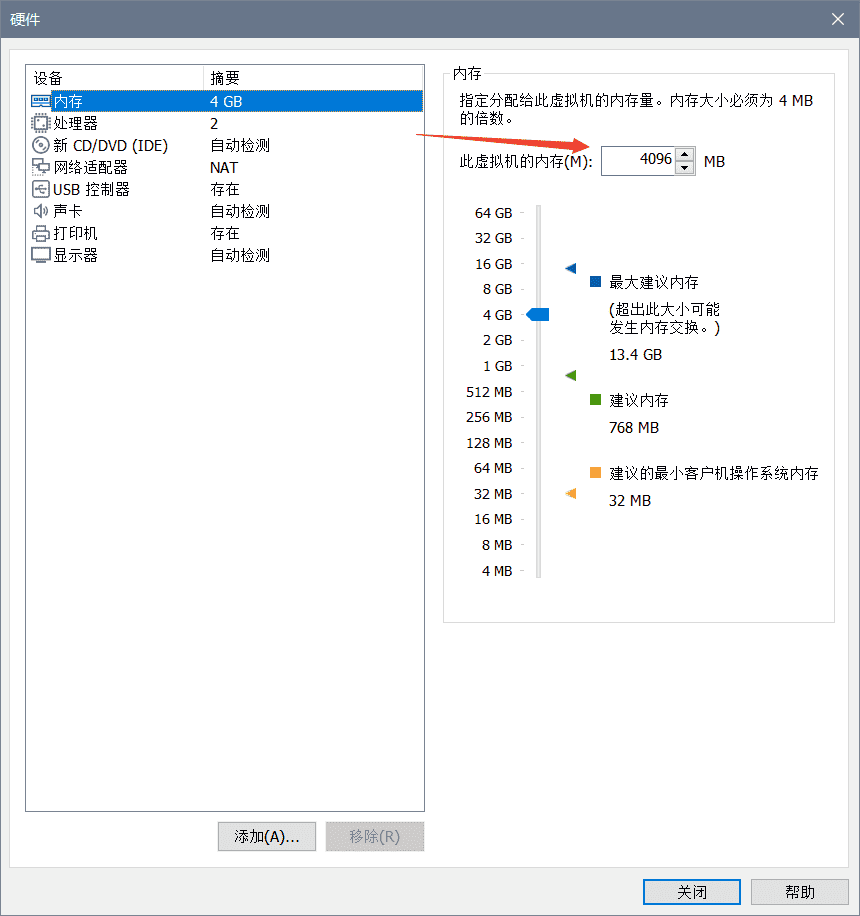 硬件
设备 摘要
内存 4 GB
处理器 2
新 CD/DVD (IDE) 自动检测
网络适配器 NAT
USB 控制器 存在
声卡 自动检测
打印机 存在
显示器 自动检测
添加(A)... 移除(R)
内存
指定分配给此虚拟机的内存量。内存大小必须为 4 MB
的倍数。
此虚拟机的内存(M): 4096 MB
64 GB
32 GB
16 GB
8 GB
4 GB
2 GB
1 GB
512 MB
256 MB
128 MB
64 MB
32 MB
16 MB
8 MB
4 MB
最大建议内存
(超出此大小可能
发生内存交换。)
13.4 GB
建议内存
768 MB
建议的最小客户机操作系统内存
32 MB
关闭 帮助